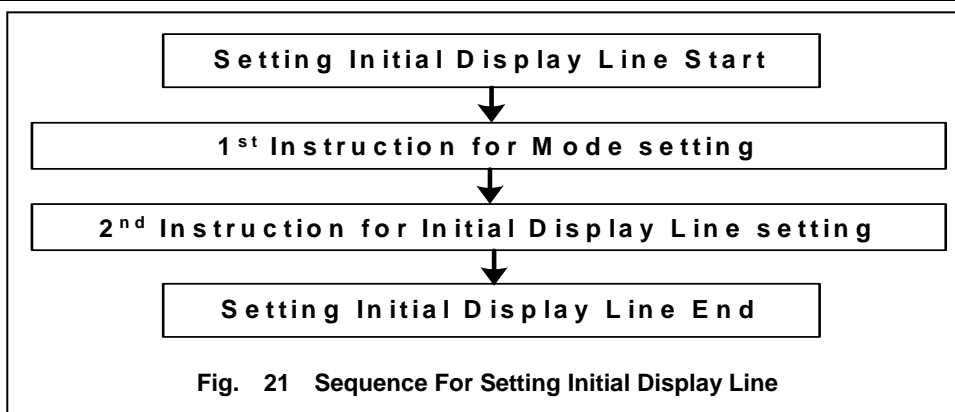 Setting Initial Display Line Start
1st Instruction for Mode setting
2nd Instruction for Initial Display Line setting
Setting Initial Display Line End
Fig. 21 Sequence For Setting Initial Display Line